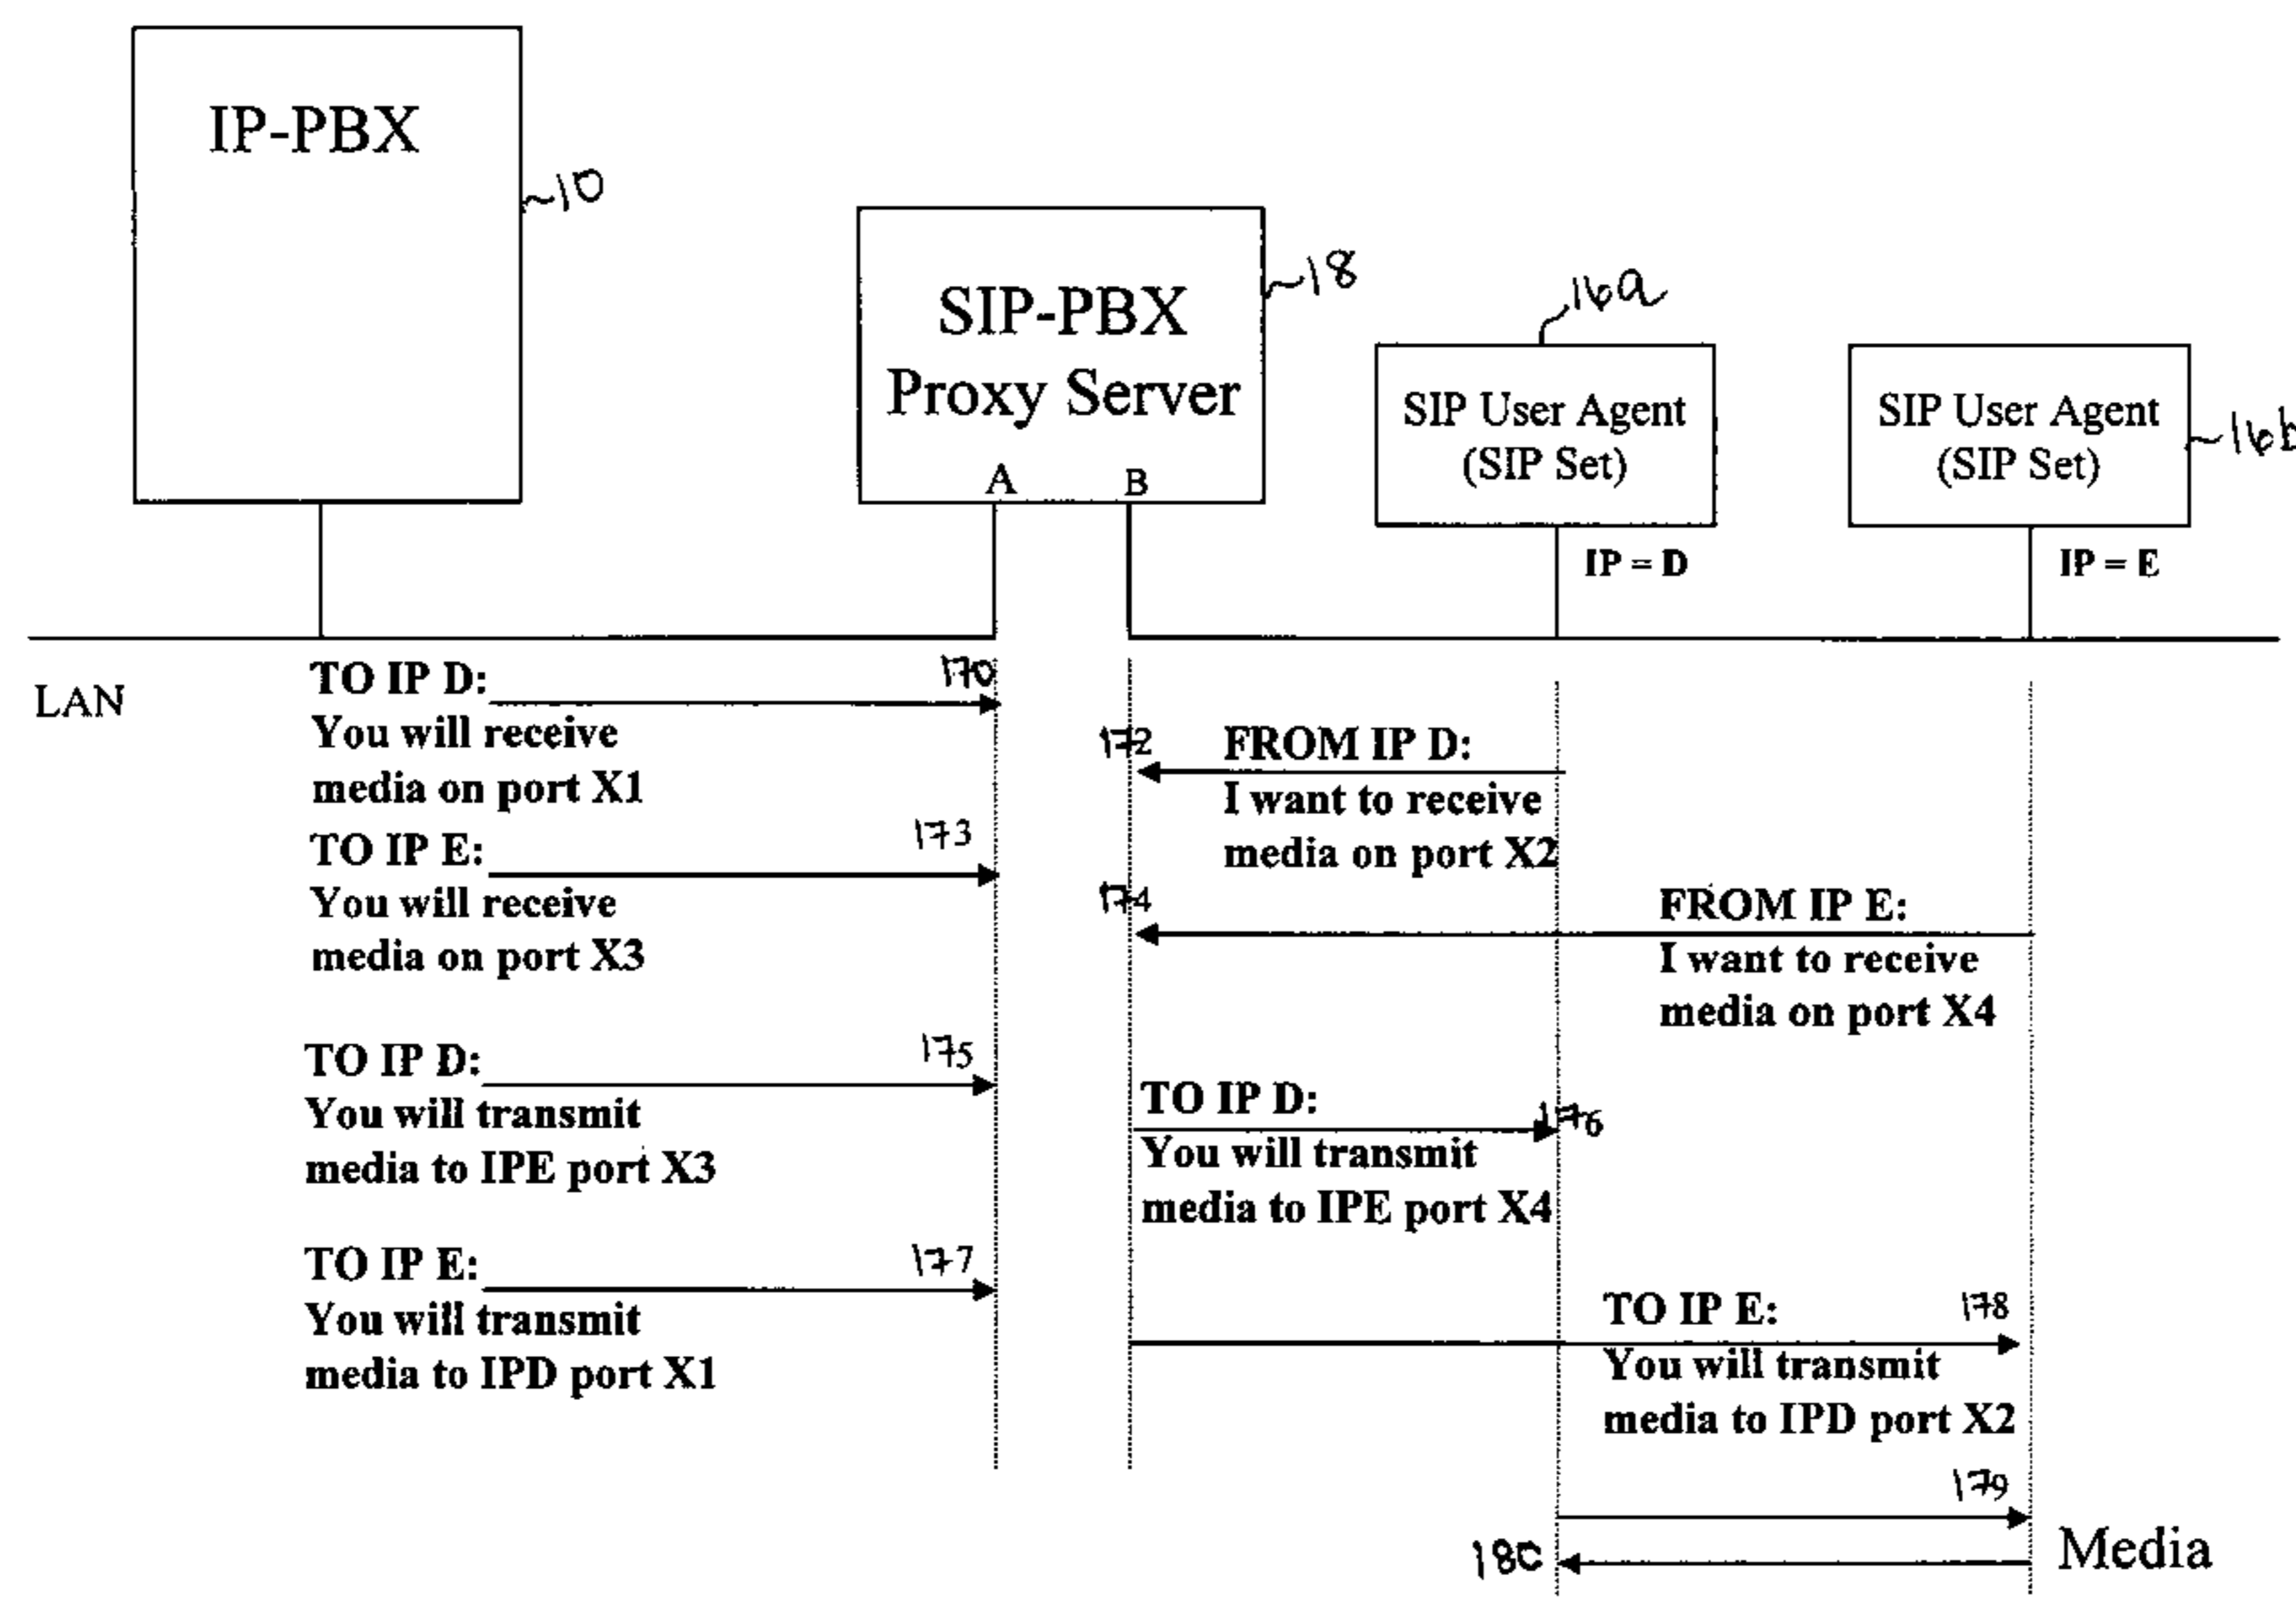 IP-PBX
10
SIP-PBX
Proxy Server
A
B
18
16a
SIP User Agent
(SIP Set)
IP = D
SIP User Agent
(SIP Set)
16b
IP = E
LAN
TO IP D:
170
You will receive
media on port X1
172
FROM IP D:
I want to receive
media on port X2
TO IP E:
173
You will receive
media on port X3
174
FROM IP E:
I want to receive
media on port X4
TO IP D:
175
You will transmit
media to IPE port X3
TO IP D:
176
You will transmit
media to IPE port X4
TO IP E:
177
You will transmit
media to IPD port X1
TO IP E:
178
You will transmit
media to IPD port X2
179
180
Media